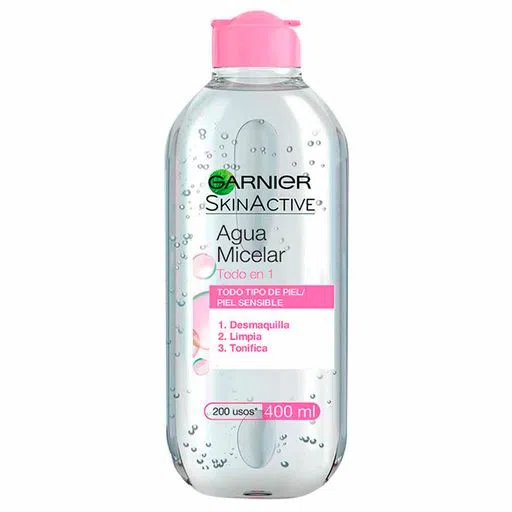 GARNIER
SKINACTIVE
Agua
Micelar
Todo en 1
TODO TIPO DE PIEL/
PIEL SENSIBLE
1. Desmaquilla
2. Limpia
3. Tonifica
200 usos* 400 ml